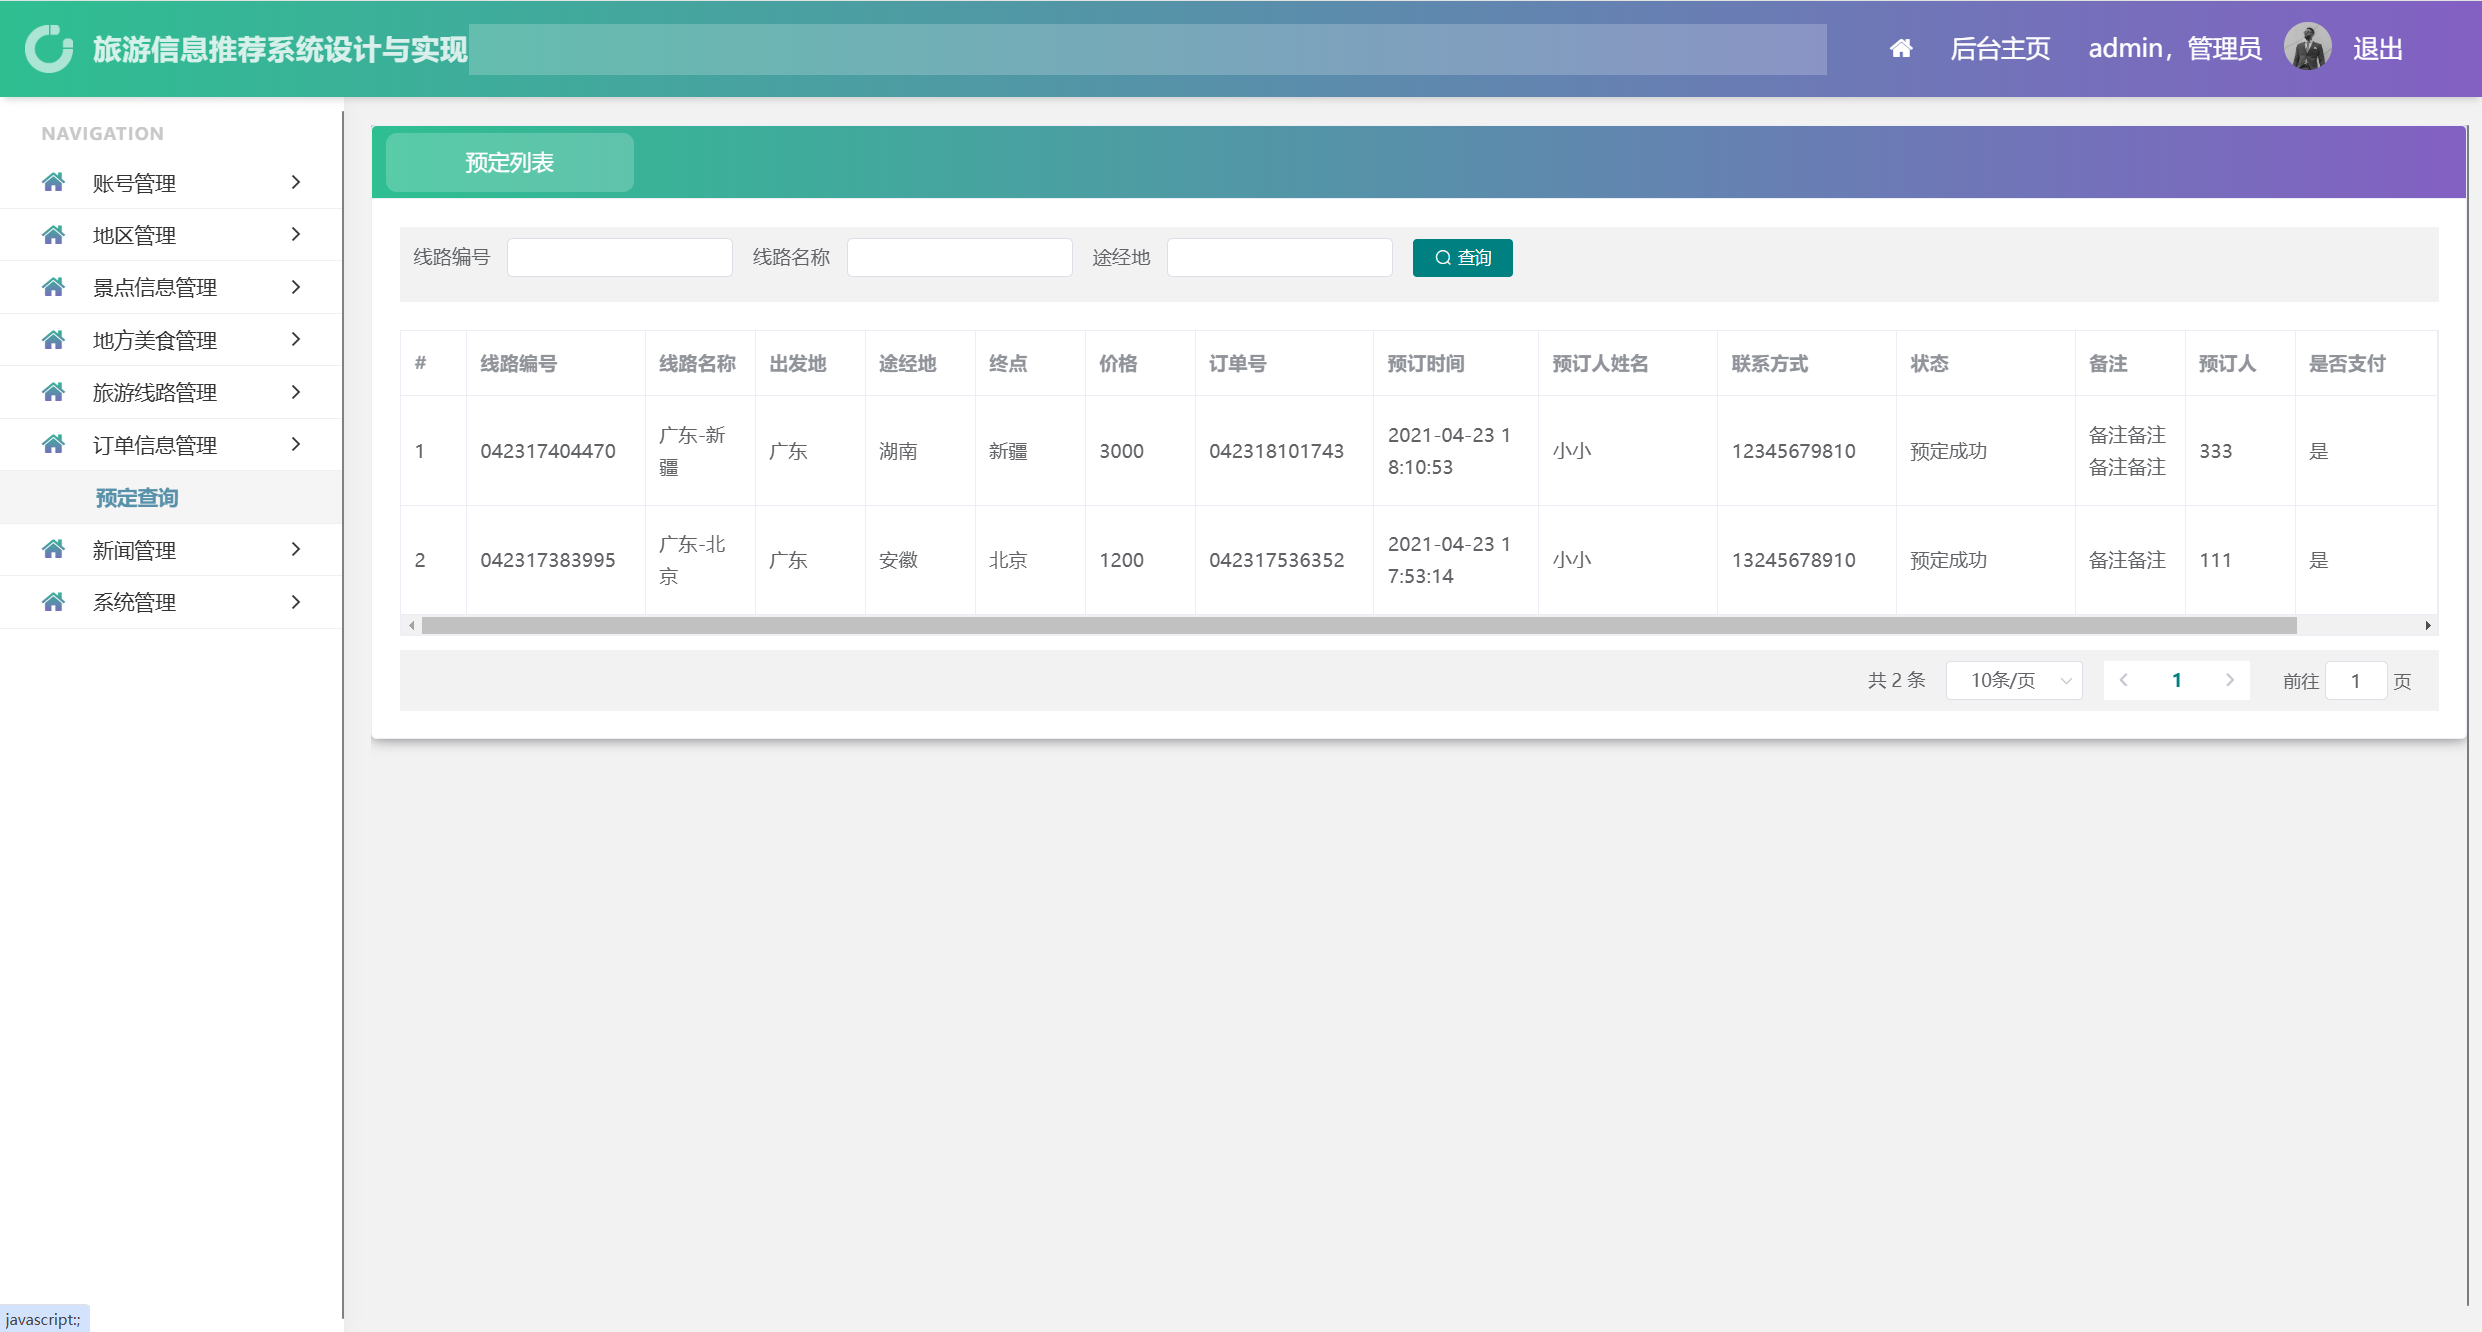 旅游信息推荐系统设计与实现
后台主页 admin，管理员 退出
NAVIGATION
账号管理
地区管理
景点信息管理
地方美食管理
旅游线路管理
订单信息管理
预定查询
新闻管理
系统管理
预定列表
线路编号 线路名称 途经地 查询
# 线路编号 线路名称 出发地 途经地 终点 价格 订单号 预订时间 预订人姓名 联系方式 状态 备注 预订人 是否支付
1 042317404470 广东-新疆 广东 湖南 新疆 3000 042318101743 2021-04-23 18:10:53 小小 12345679810 预定成功 备注备注备注备注 333 是
2 042317383995 广东-北京 广东 安徽 北京 1200 042317536352 2021-04-23 17:53:14 小小 13245678910 预定成功 备注备注 111 是
共 2 条 10条/页 1 前往 1 页
javascript:;